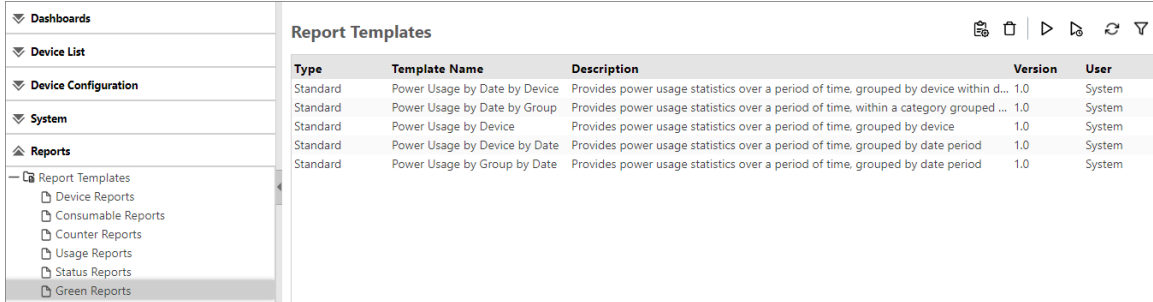 Dashboards
Device List
Device Configuration
System
Reports
Report Templates
Device Reports
Consumable Reports
Counter Reports
Usage Reports
Status Reports
Green Reports
Report Templates
Type Template Name Description Version User
Standard Power Usage by Date by Device Provides power usage statistics over a period of time, grouped by device within d... 1.0 System
Standard Power Usage by Date by Group Provides power usage statistics over a period of time, within a category grouped ... 1.0 System
Standard Power Usage by Device Provides power usage statistics over a period of time, grouped by device 1.0 System
Standard Power Usage by Device by Date Provides power usage statistics over a period of time, grouped by date period 1.0 System
Standard Power Usage by Group by Date Provides power usage statistics over a period of time, grouped by date period 1.0 System